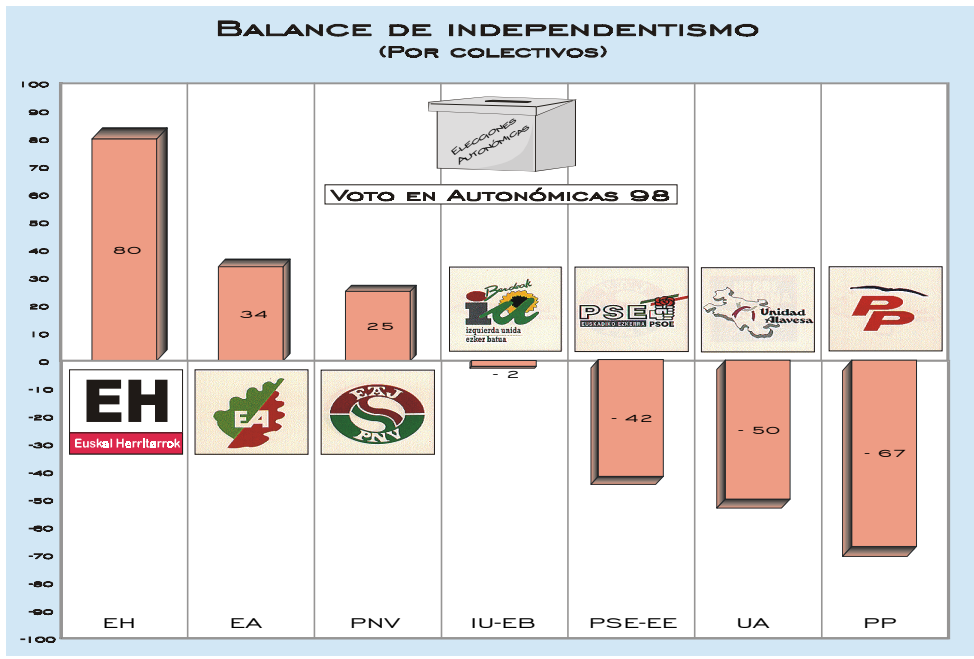 BALANCE DE INDEPENDENTISMO
(POR COLECTIVOS)
100
90
80
70
60
50
40
30
20
10
0
-10
-20
-30
-40
-50
-60
-70
-80
-90
-100
ELECCIONES
AUTONÓMICAS
VOTO EN AUTONÓMICAS 98
80
34
25
- 2
- 42
- 50
- 67
EH
Euskal Herritarrok
EA
EAJ
PNV
Berdeak
iu
izquierda unida
ezker batua
PSE
EUSKADIKO EZKERRA PSOE
Unidad
Alavesa
PP
EH
EA
PNV
IU-EB
PSE-EE
UA
PP